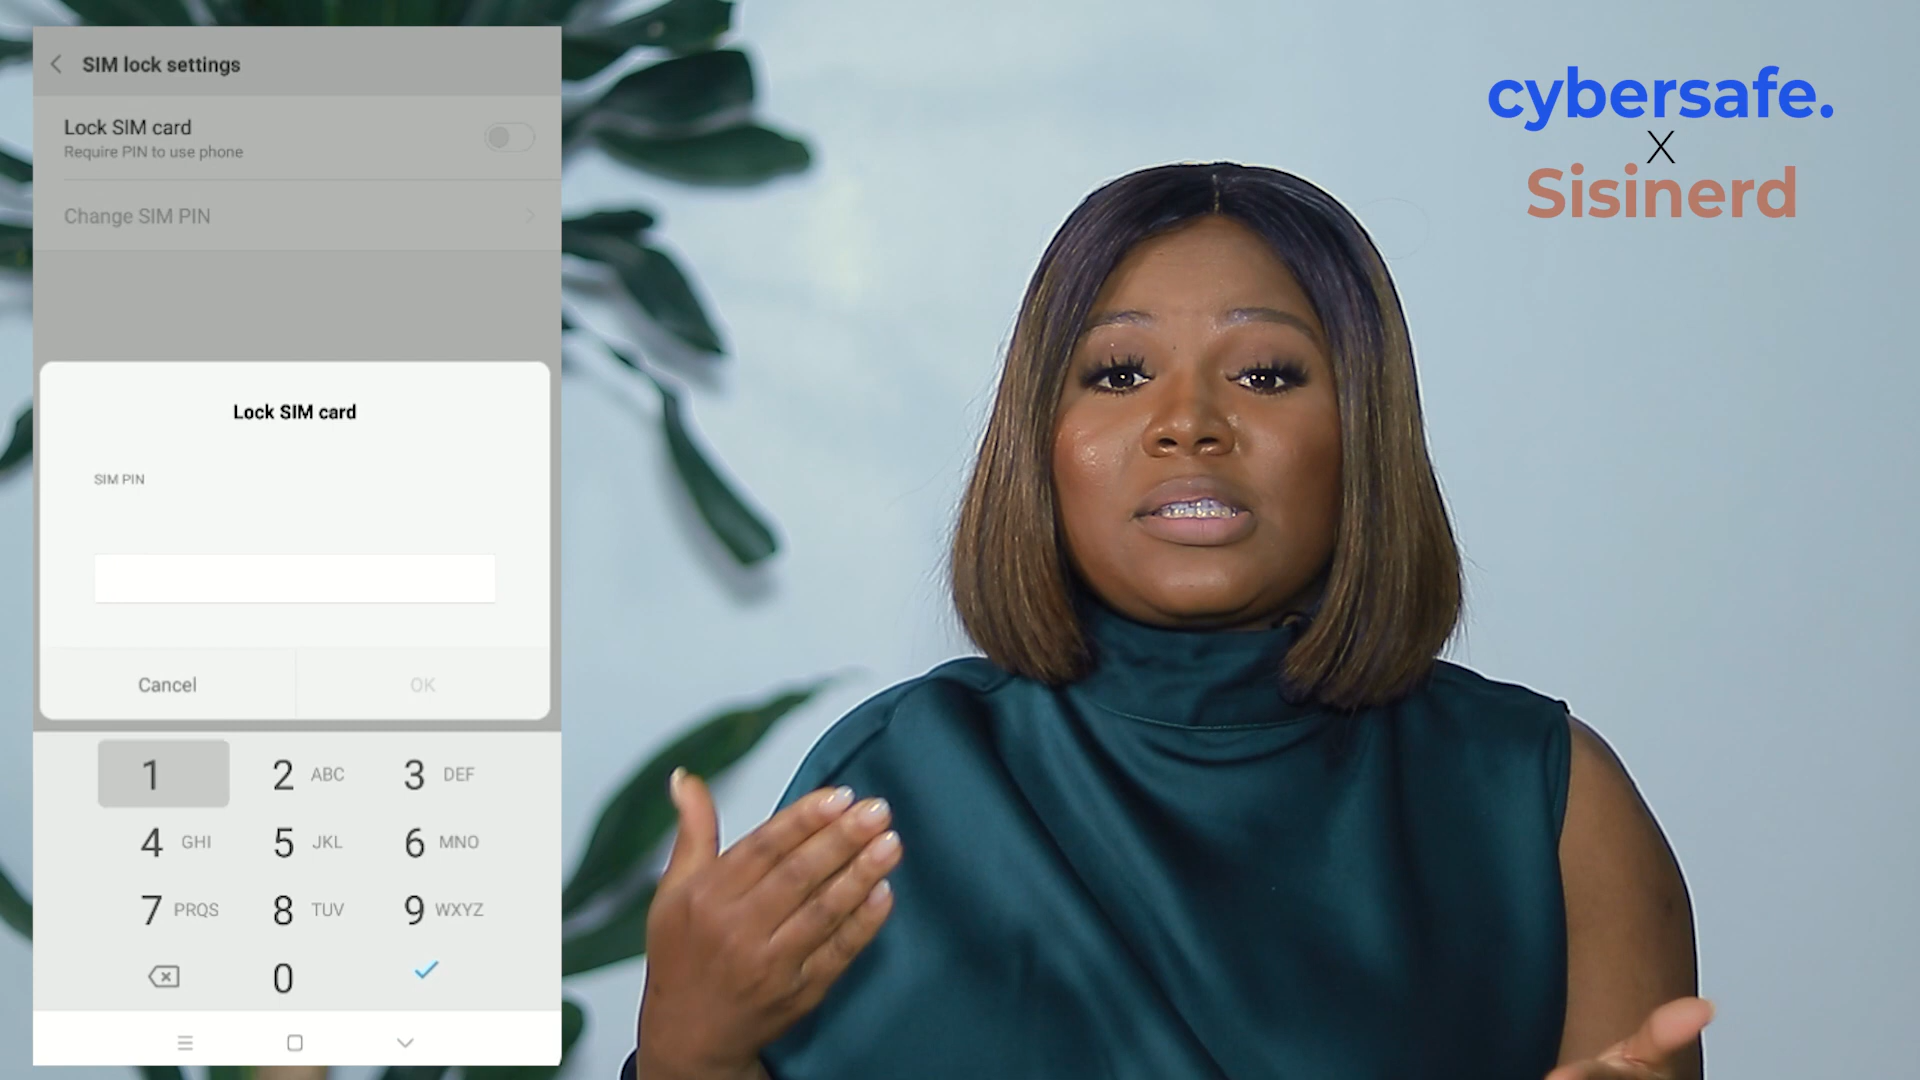 SIM lock settings
Lock SIM card
Require PIN to use phone
Change SIM PIN
Lock SIM card
SIM PIN
Cancel
OK
1
2 ABC
3 DEF
4 GHI
5 JKL
6 MNO
7 PRQS
8 TUV
9 WXYZ
0
cybersafe.
X
Sisinerd